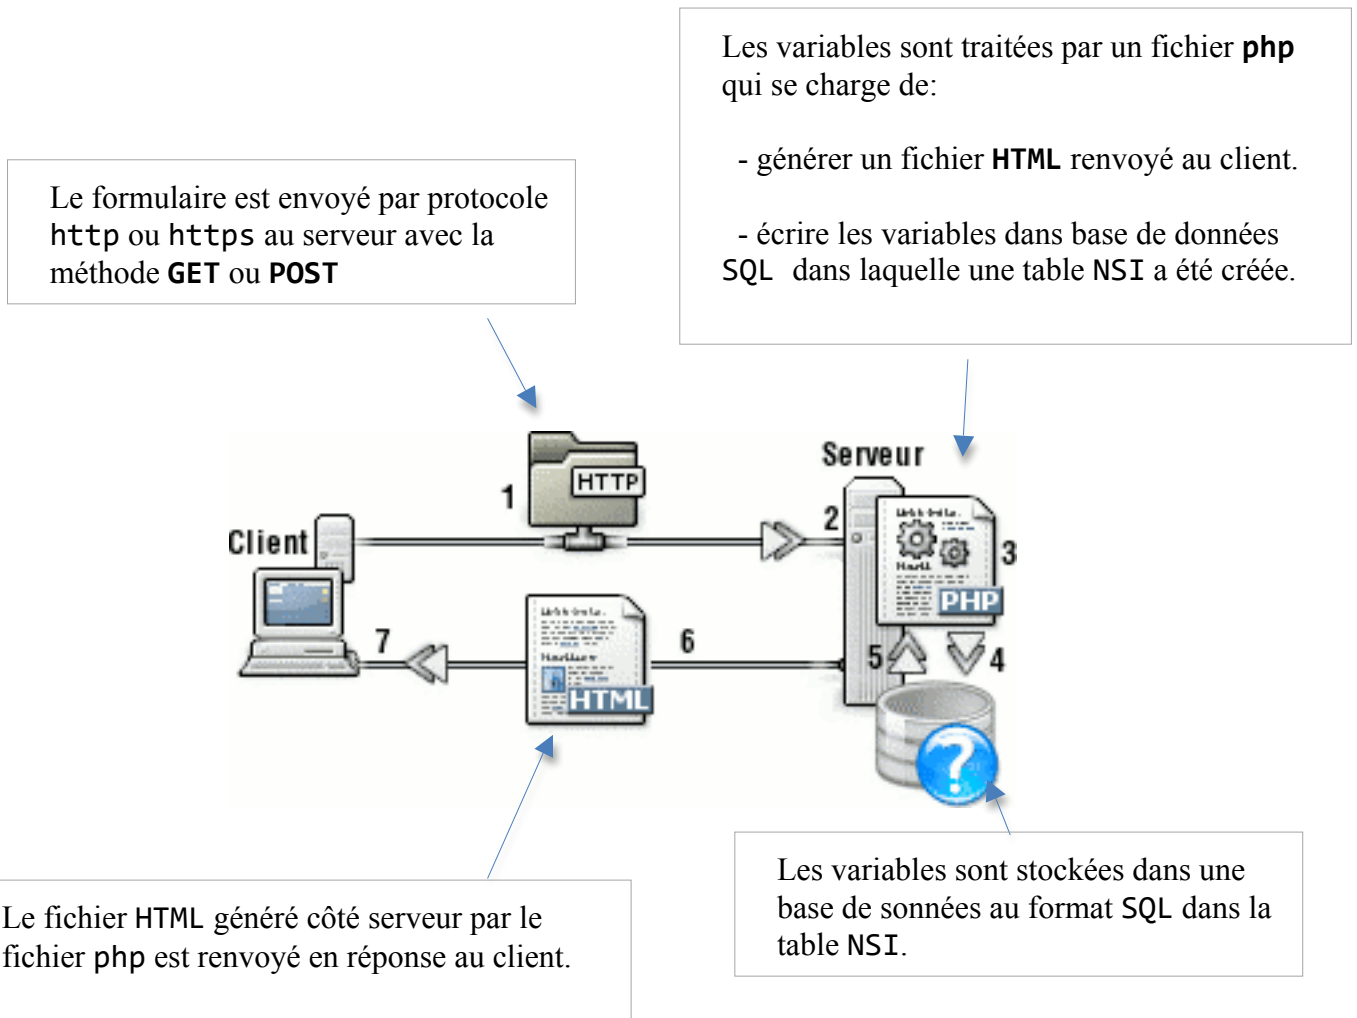 Les variables sont traitées par un fichier php
qui se charge de:
- générer un fichier HTML renvoyé au client.
- écrire les variables dans base de données
SQL dans laquelle une table NSI a été créée.
Le formulaire est envoyé par protocole
http ou https au serveur avec la
méthode GET ou POST
Serveur
HTTP
1
2
Client
3
PHP
7
6
5
4
HTML
Les variables sont stockées dans une
base de sonnées au format SQL dans la
table NSI.
Le fichier HTML généré côté serveur par le
fichier php est renvoyé en réponse au client.